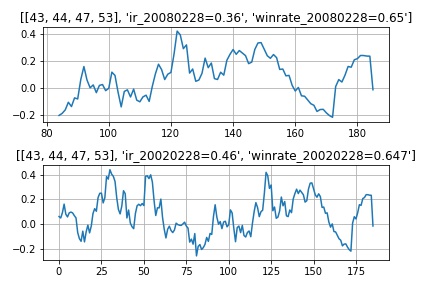 [[43, 44, 47, 53], 'ir_20080228=0.36', 'winrate_20080228=0.65']
0.4
0.2
0.0
−0.2
80 100 120 140 160 180
[[43, 44, 47, 53], 'ir_20020228=0.46', 'winrate_20020228=0.647']
0.4
0.2
0.0
−0.2
0 25 50 75 100 125 150 175